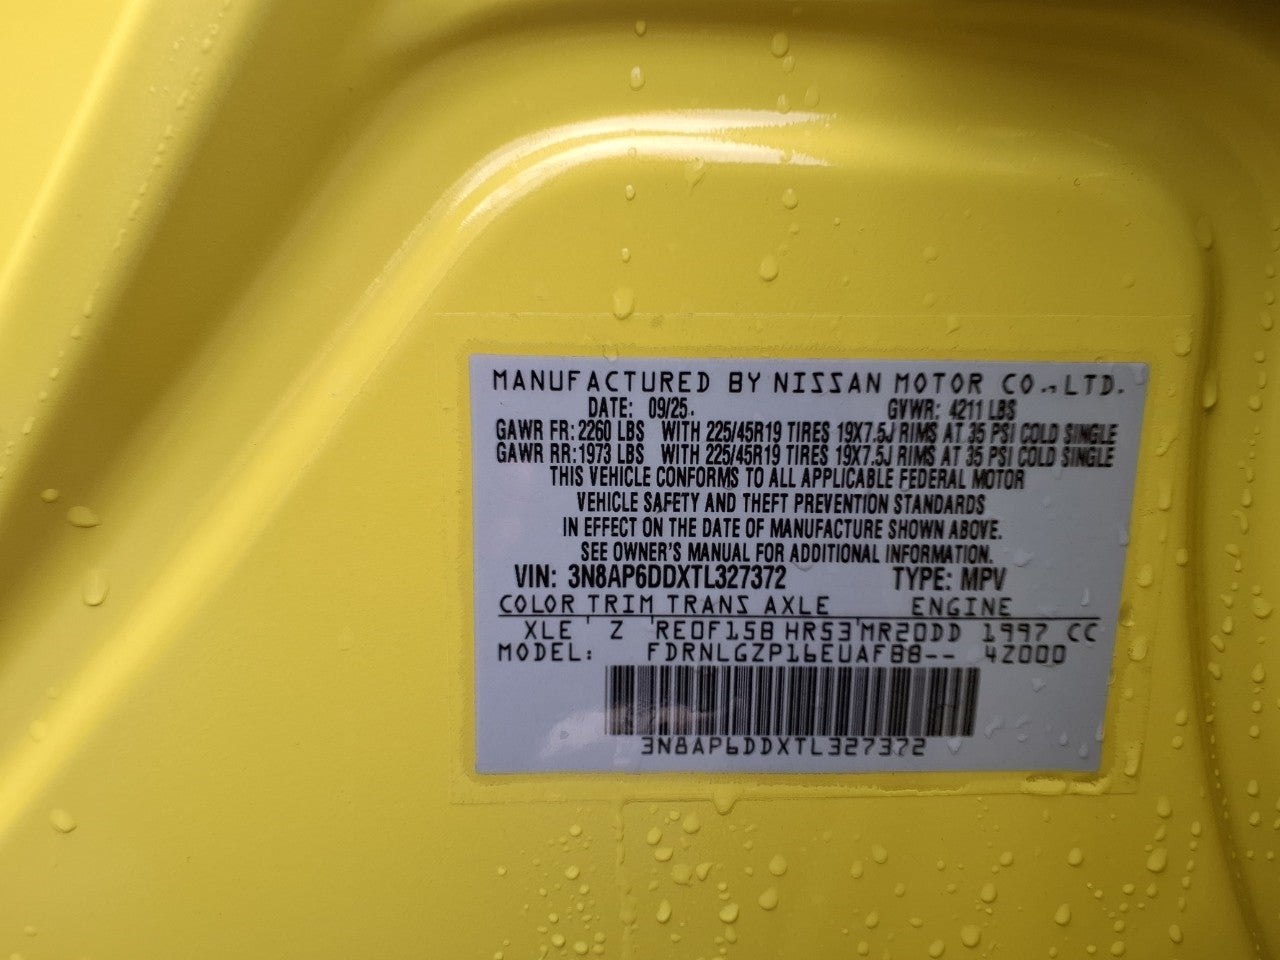 MANUFACTURED BY NISSAN MOTOR CO., LTD.
DATE: 09/25. GVWR: 4211 LBS
GAWR FR: 2260 LBS WITH 225/45R19 TIRES 19X7.5J RIMS AT 35 PSI COLD SINGLE
GAWR RR: 1973 LBS WITH 225/45R19 TIRES 19X7.5J RIMS AT 35 PSI COLD SINGLE
THIS VEHICLE CONFORMS TO ALL APPLICABLE FEDERAL MOTOR
VEHICLE SAFETY AND THEFT PREVENTION STANDARDS
IN EFFECT ON THE DATE OF MANUFACTURE SHOWN ABOVE.
SEE OWNER'S MANUAL FOR ADDITIONAL INFORMATION.
VIN: 3N8AP6DDXTL327372 TYPE: MPV
COLOR TRIM TRANS AXLE ENGINE
XLE ' Z ' RE0F15B HR53 ' MR20DD 1997 CC
MODEL: FDRNLGZP16EUAFBB-- 4Z000
3N8AP6DDXTL327372